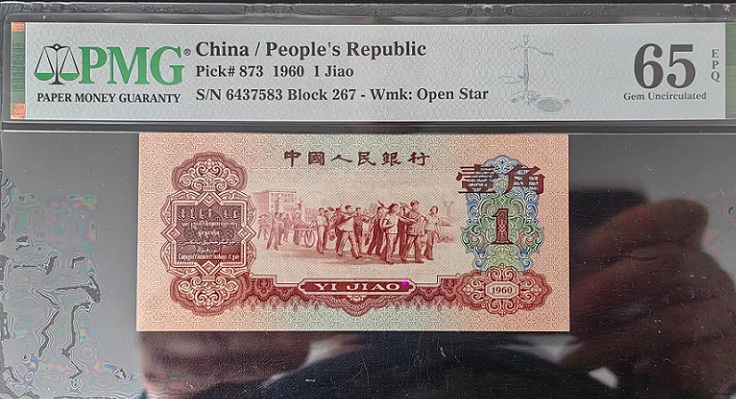 PMG®
PAPER MONEY GUARANTY
China / People's Republic
Pick# 873 1960 1 Jiao
S/N 6437583 Block 267 - Wmk: Open Star
65
EPQ
Gem Uncirculated
中國人民銀行
壹角
1
YI JIAO
1960